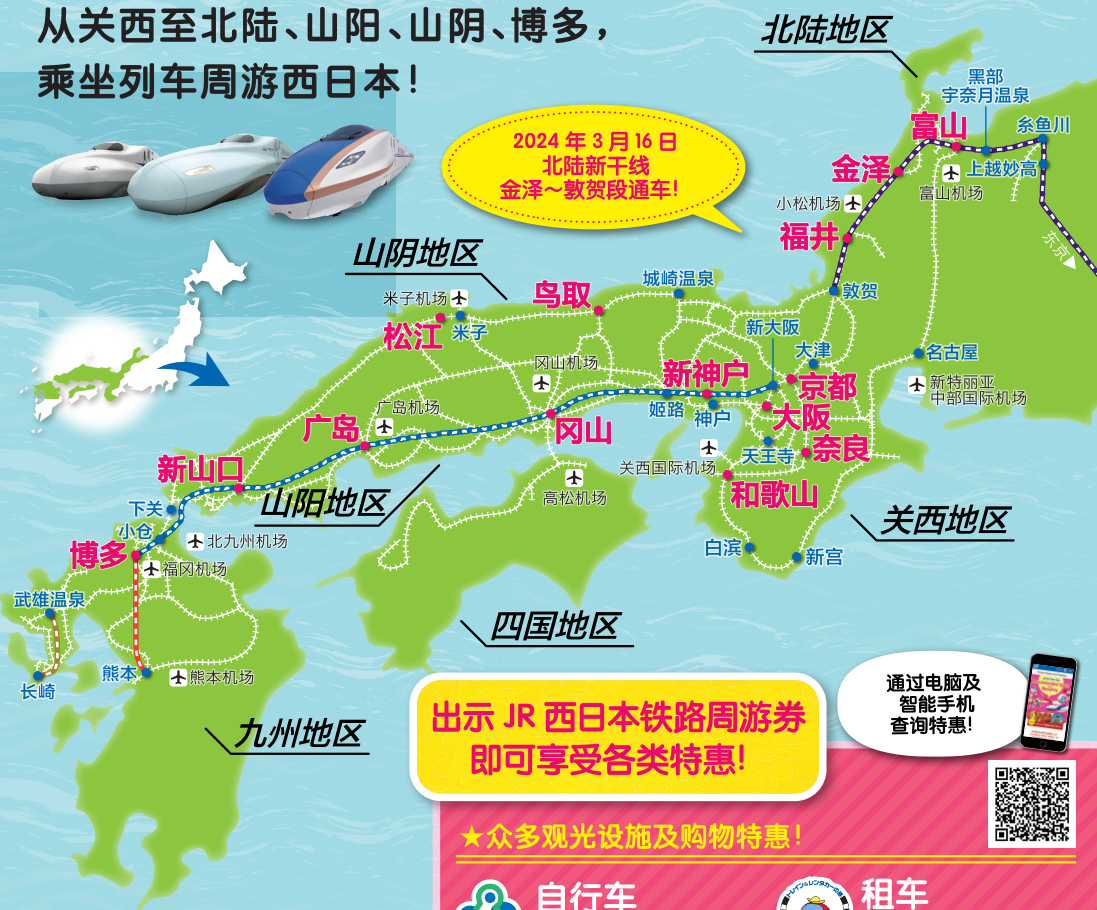 从关西至北陆、山阳、山阴、博多，
乘坐列车周游西日本！
北陆地区
黑部
宇奈月温泉
富山
糸鱼川
2024 年 3 月 16 日
北陆新干线
金泽～敦贺段通车！
金泽
上越妙高
富山机场
小松机场
福井
东京
山阴地区
城崎温泉
敦贺
鸟取
米子机场
松江
米子
新大阪
大津
名古屋
冈山机场
新神户
京都
新特丽亚
中部国际机场
姬路
神户
大阪
广岛机场
广岛
冈山
天王寺
奈良
关西国际机场
新山口
高松机场
和歌山
山阳地区
下关
小仓
北九州机场
关西地区
博多
福冈机场
白滨
新宫
武雄温泉
四国地区
熊本
熊本机场
长崎
九州地区
通过电脑及
智能手机
查询特惠！
出示 JR 西日本铁路周游券
即可享受各类特惠！
★众多观光设施及购物特惠！
自行车
租车